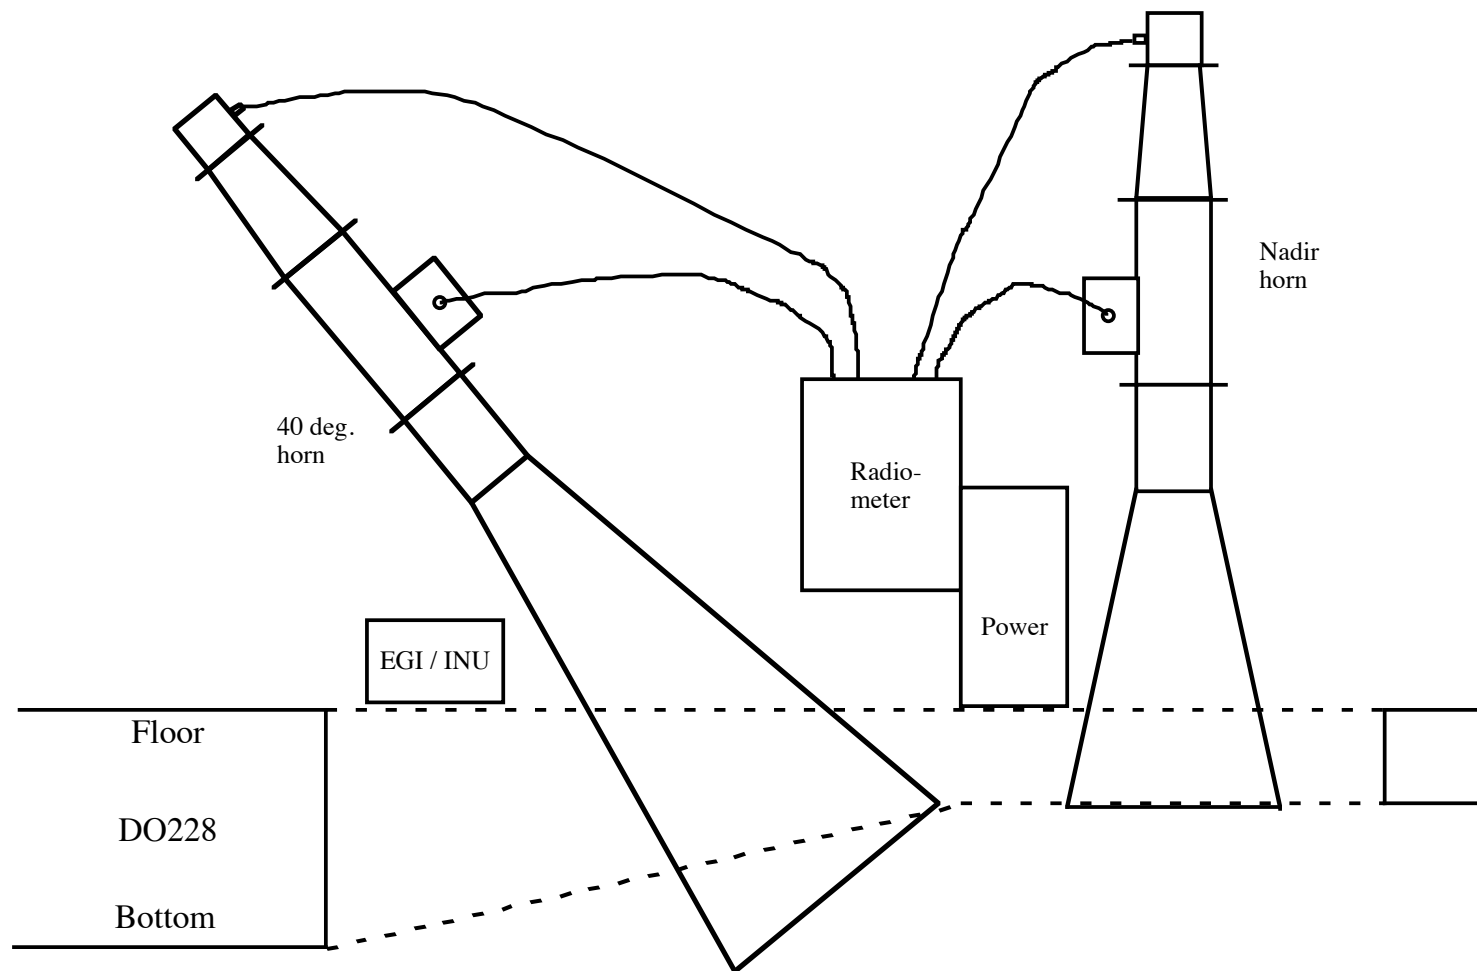 Nadir
horn
40 deg.
horn
Radio-
meter
Power
EGI / INU
Floor
DO228
Bottom